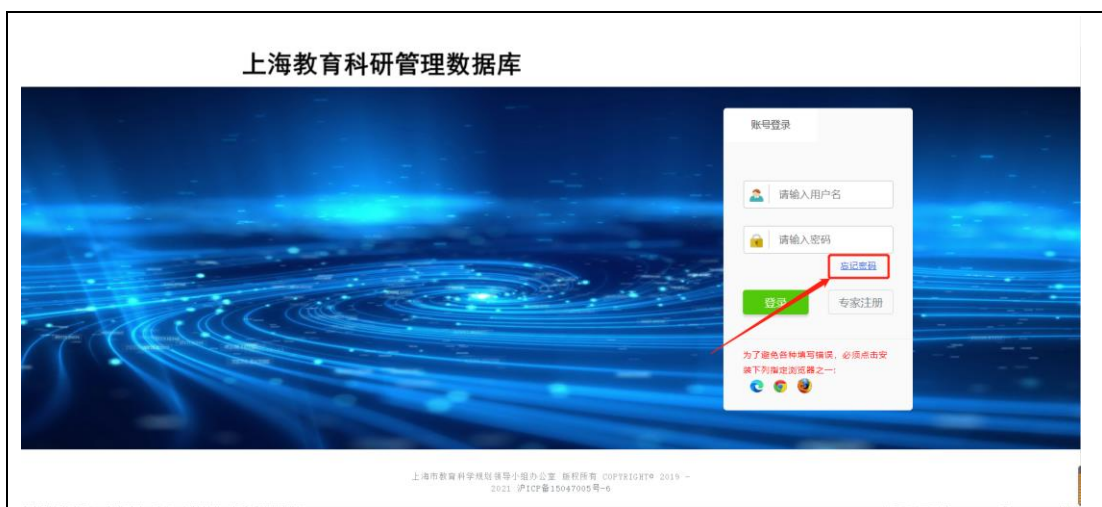 上海教育科研管理数据库
账号登录
请输入用户名
请输入密码
忘记密码
登录
专家注册
为了避免各种填写错误，必须点击安
装下列指定浏览器之一：
上海市教育科学规划领导小组办公室 版权所有 COPYRIGHT© 2019 -
2021 沪ICP备15047005号-6